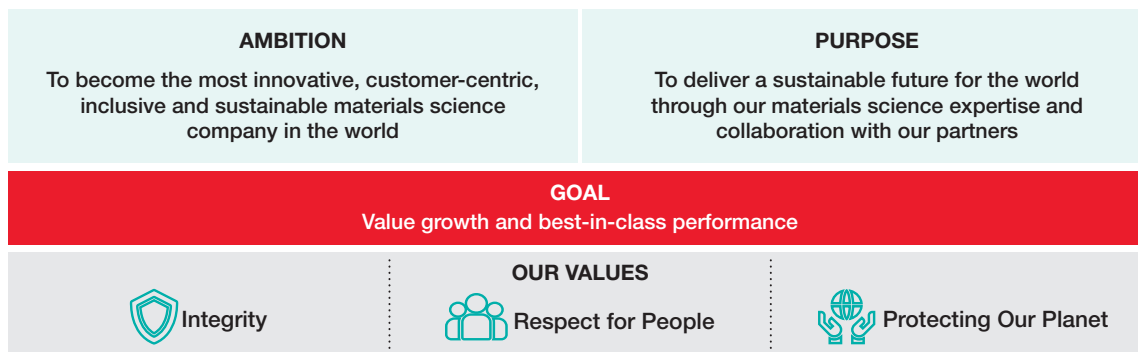 AMBITION
To become the most innovative, customer-centric,
inclusive and sustainable materials science
company in the world
PURPOSE
To deliver a sustainable future for the world
through our materials science expertise and
collaboration with our partners
GOAL
Value growth and best-in-class performance
OUR VALUES
Integrity
Respect for People
Protecting Our Planet